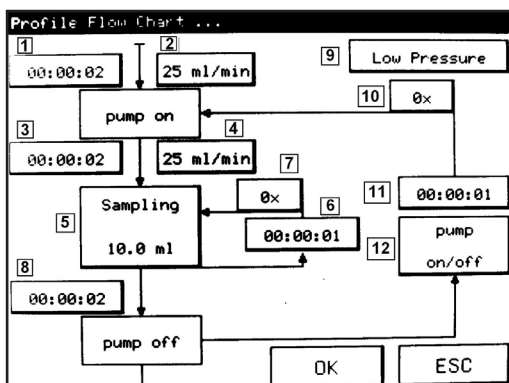 Profile Flow Chart ...
1
2
9
00:00:02
25 ml/min
Low Pressure
10
0×
pump on
3
4
00:00:02
25 ml/min
7
0×
11
00:00:01
5
Sampling
10.0 ml
6
00:00:01
12
pump
on/off
8
00:00:02
pump off
OK
ESC